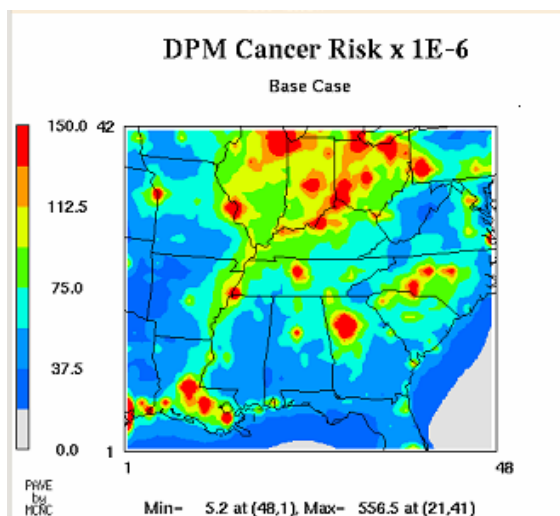 DPM Cancer Risk x 1E-6
Base Case
150.0
112.5
75.0
37.5
0.0
42
1
1
48
PAVE
by
MCNC
Min= 5.2 at (48,1), Max= 556.5 at (21,41)